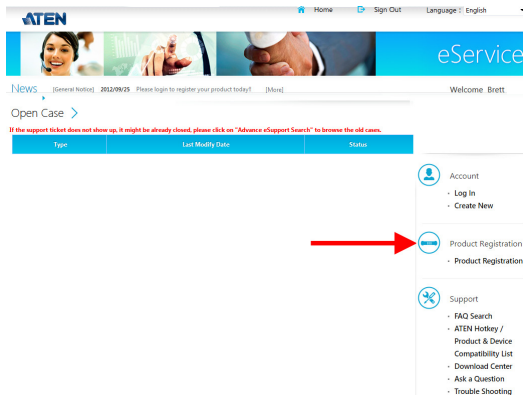 ATEN
Home
Sign Out
Language : English
eService
News [General Notice] 2012/09/25 Please login to register your product today!! [More]
Welcome Brett
Open Case
If the support ticket does not show up, it might be already closed, please click on "Advance eSupport Search" to browse the old cases.
Type Last Modify Date Status
Account
Log In
Create New
Product Registration
Product Registration
Support
FAQ Search
ATEN Hotkey /
Product & Device
Compatibility List
Download Center
Ask a Question
Trouble Shooting